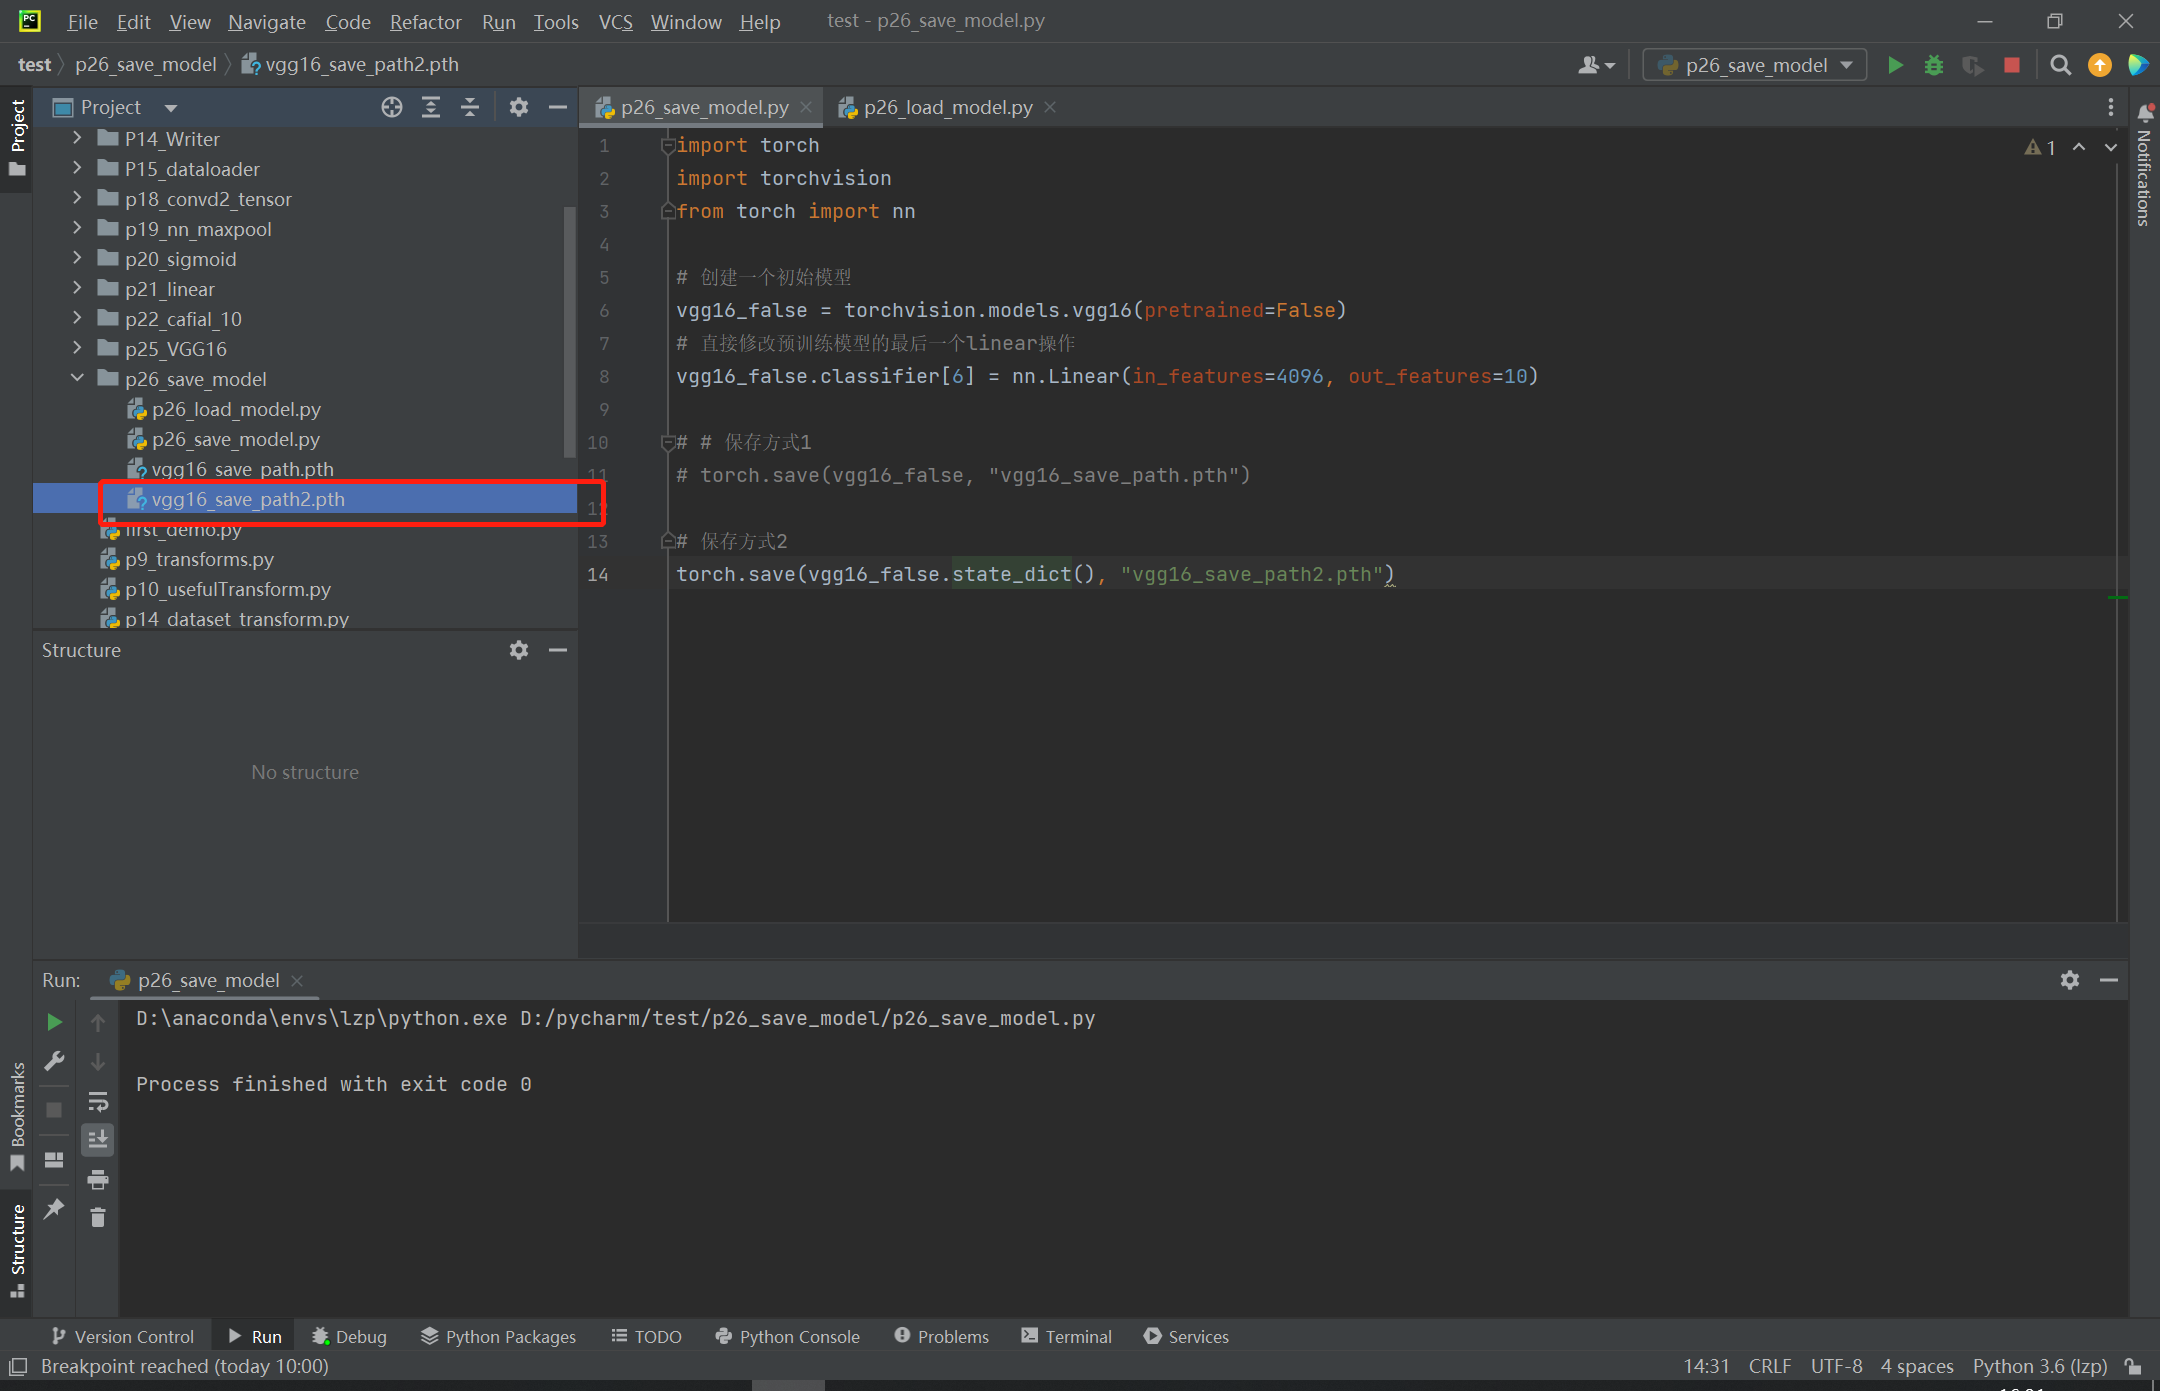 File Edit View Navigate Code Refactor Run Tools VCS Window Help test - p26_save_model.py
test p26_save_model vgg16_save_path2.pth
p26_save_model
Project
Project
p26_save_model.py
p26_load_model.py
P14_Writer
P15_dataloader
p18_convd2_tensor
p19_nn_maxpool
p20_sigmoid
p21_linear
p22_cafial_10
p25_VGG16
p26_save_model
p26_load_model.py
p26_save_model.py
vgg16_save_path.pth
vgg16_save_path2.pth
first_demo.py
p9_transforms.py
p10_usefulTransform.py
p14_dataset_transform.py
1 import torch
2 import torchvision
3 from torch import nn
4
5 # 创建一个初始模型
6 vgg16_false = torchvision.models.vgg16(pretrained=False)
7 # 直接修改预训练模型的最后一个linear操作
8 vgg16_false.classifier[6] = nn.Linear(in_features=4096, out_features=10)
9
10 # # 保存方式1
11 # torch.save(vgg16_false, "vgg16_save_path.pth")
12
13 # 保存方式2
14 torch.save(vgg16_false.state_dict(), "vgg16_save_path2.pth")
1
Notifications
Structure
No structure
Run: p26_save_model
D:\anaconda\envs\lzp\python.exe D:/pycharm/test/p26_save_model/p26_save_model.py
Process finished with exit code 0
Bookmarks
Structure
Version Control Run Debug Python Packages TODO Python Console Problems Terminal Services
Breakpoint reached (today 10:00) 14:31 CRLF UTF-8 4 spaces Python 3.6 (lzp)